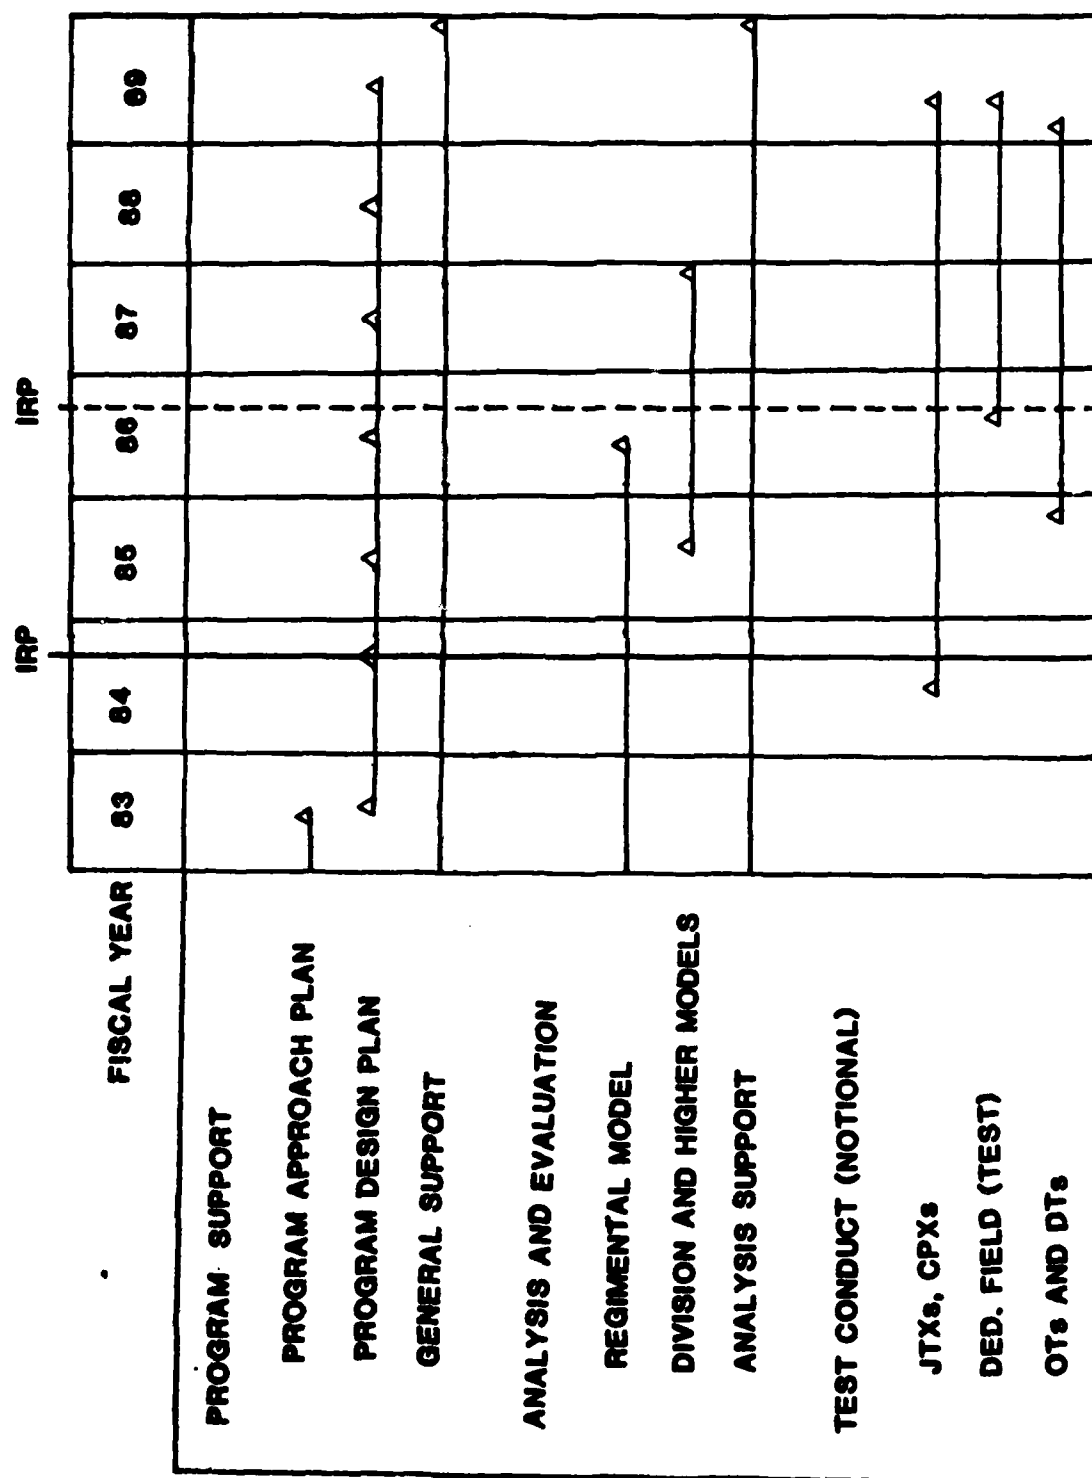 IRP IRP
FISCAL YEAR 83 84 85 86 87 88 89
PROGRAM SUPPORT
PROGRAM APPROACH PLAN
PROGRAM DESIGN PLAN
GENERAL SUPPORT
ANALYSIS AND EVALUATION
REGIMENTAL MODEL
DIVISION AND HIGHER MODELS
ANALYSIS SUPPORT
TEST CONDUCT (NOTIONAL)
JTXs, CPXs
DED. FIELD (TEST)
OTs AND DTs